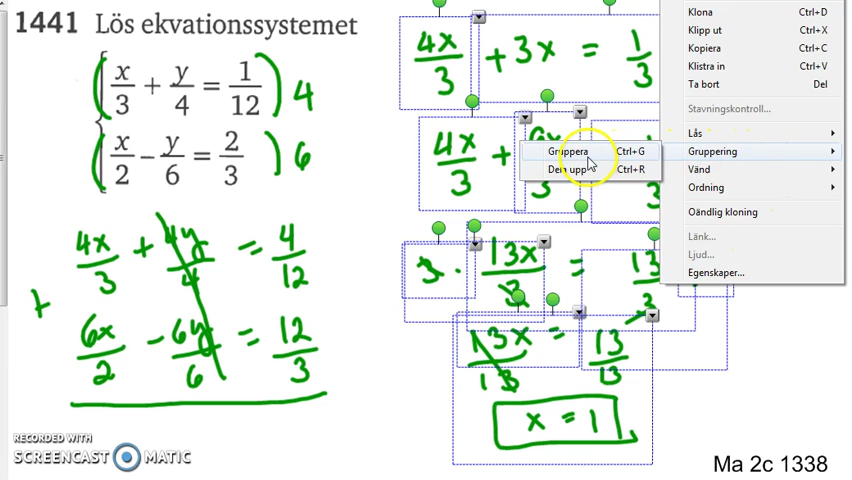 1441 Lös ekvationssystemet
( x/3 + y/4 = 1/12 ) 4
( x/2 - y/6 = 2/3 ) 6
4x/3 + 4y/4 = 4/12
+
6x/2 - 6y/6 = 12/3
4x/3 + 3x = 1/3
4x/3 +
3 · 13x/3 = 13
13x/13 = 13/13
x = 1
Klona Ctrl+D
Klipp ut Ctrl+X
Kopiera Ctrl+C
Klistra in Ctrl+V
Ta bort Del
Stavningskontroll...
Lås
Gruppering
Vänd
Ordning
Oändlig kloning
Länk...
Ljud...
Egenskaper...
Gruppera Ctrl+G
Dela upp Ctrl+R
RECORDED WITH
SCREENCAST MATIC
Ma 2c 1338